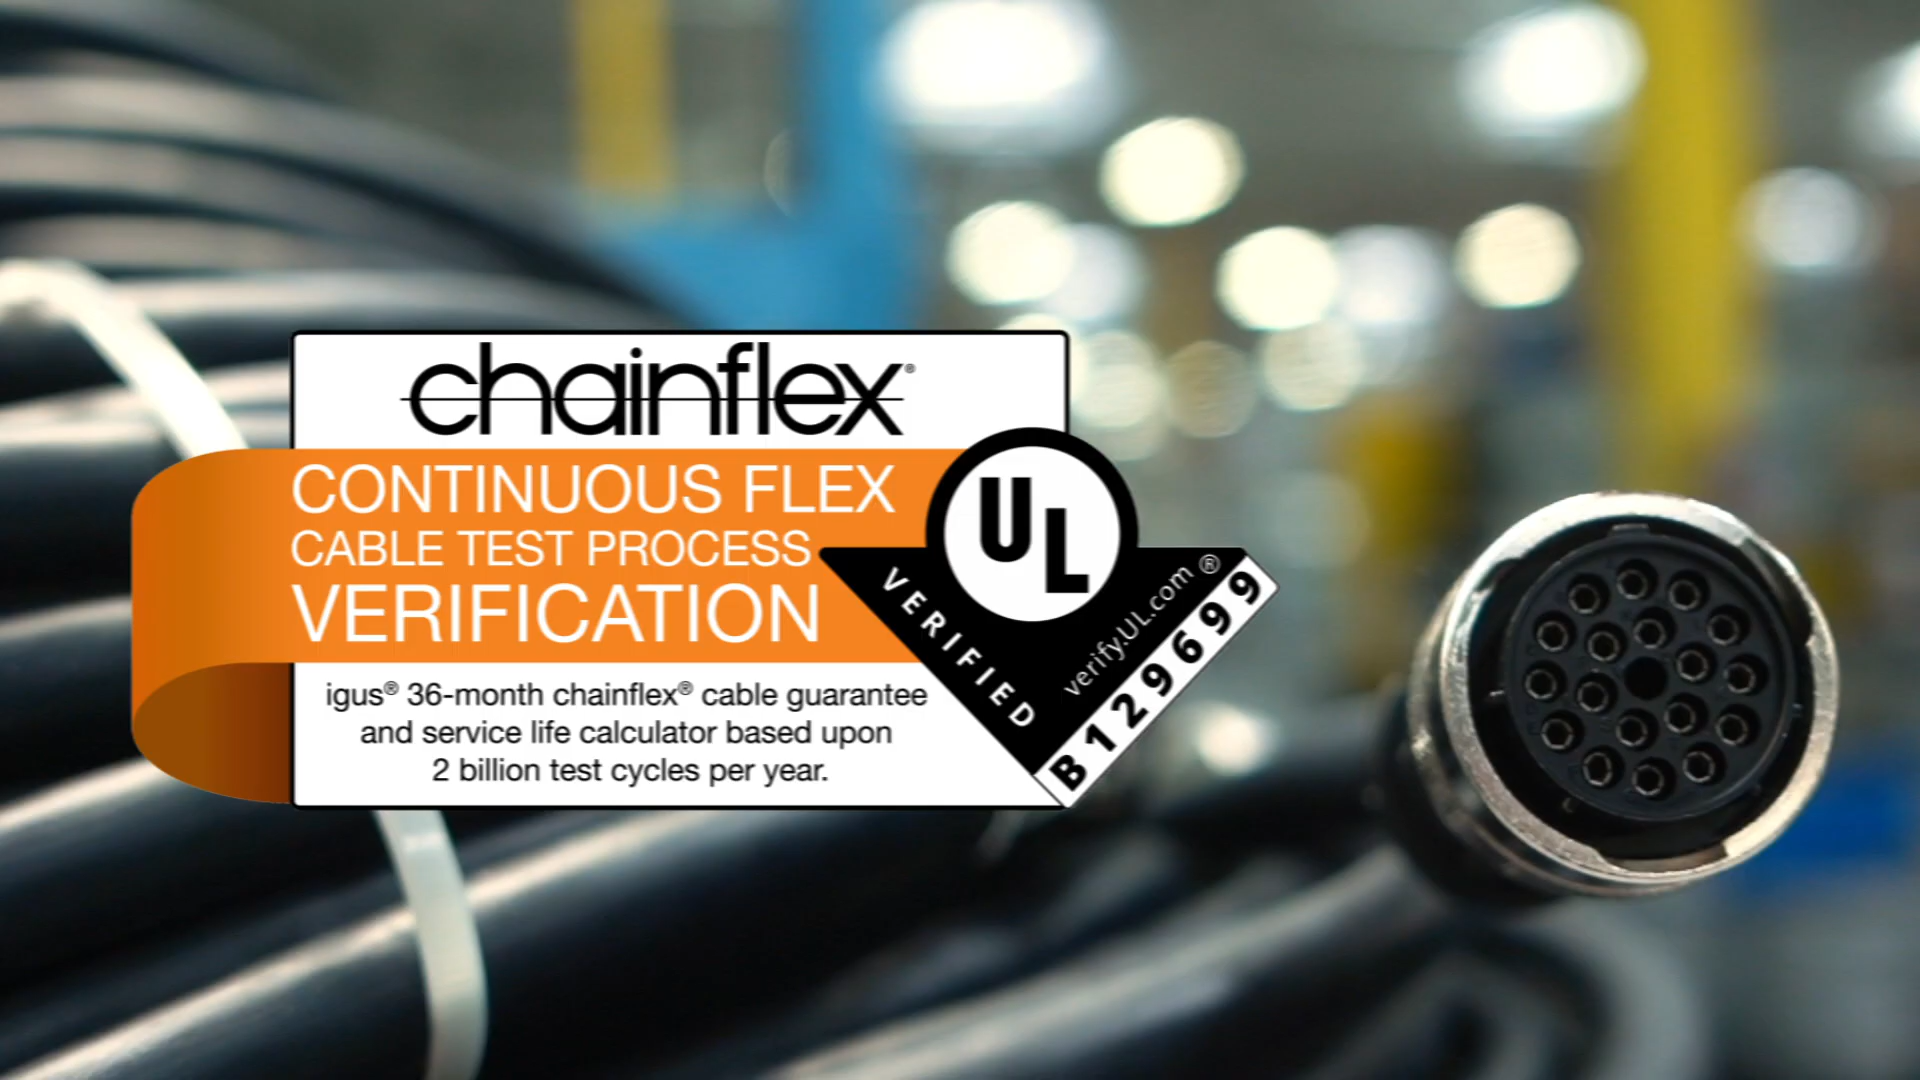 chainflex®
CONTINUOUS FLEX
CABLE TEST PROCESS
VERIFICATION
igus® 36-month chainflex® cable guarantee
and service life calculator based upon
2 billion test cycles per year.
UL
VERIFIED
verify.UL.com ®
B129699